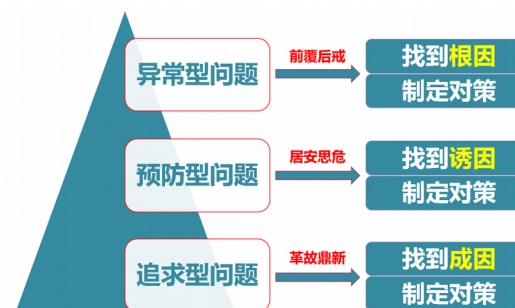 异常型问题
前覆后戒
找到根因
制定对策
预防型问题
居安思危
找到诱因
制定对策
追求型问题
革故鼎新
找到成因
制定对策